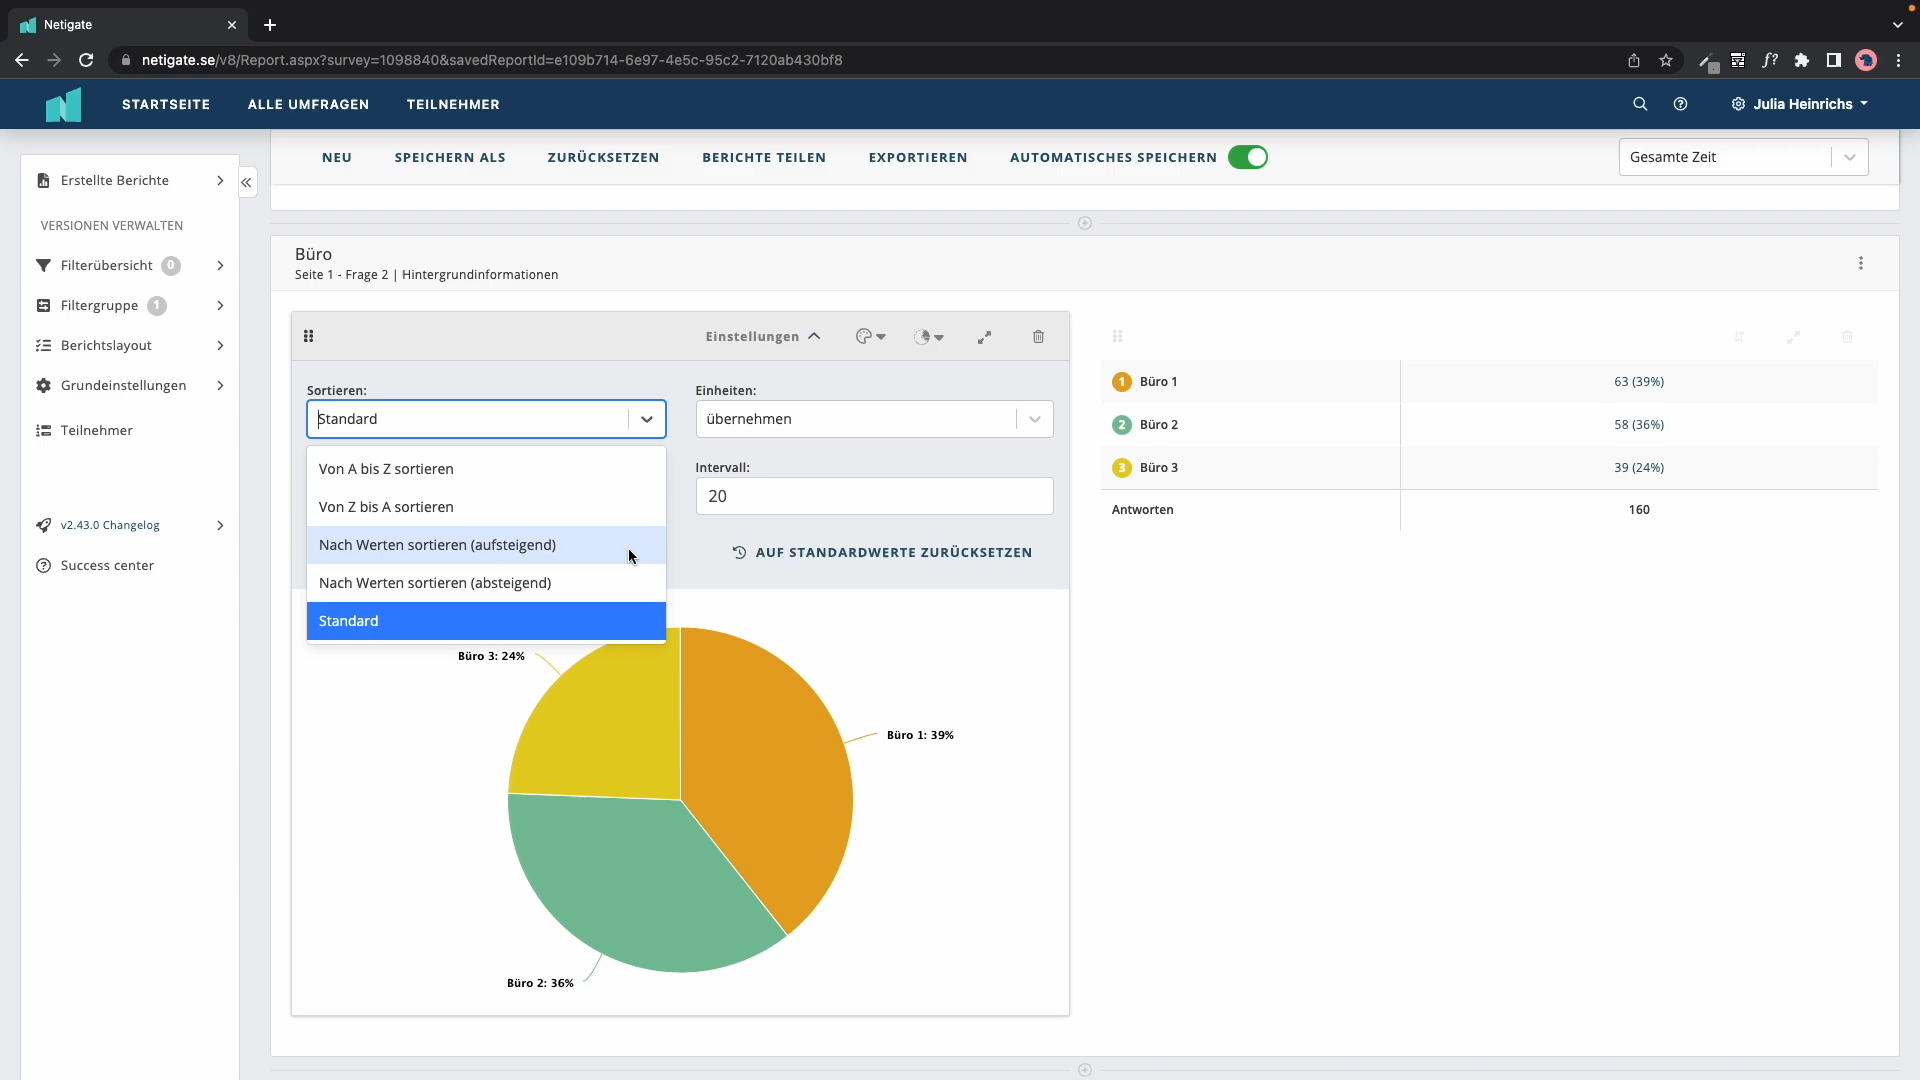 Netigate
netigate.se/v8/Report.aspx?survey=1098840&savedReportId=e109b714-6e97-4e5c-95c2-7120ab430bf8
f?
STARTSEITE ALLE UMFRAGEN TEILNEHMER
Julia Heinrichs
NEU SPEICHERN ALS ZURÜCKSETZEN BERICHTE TEILEN EXPORTIEREN AUTOMATISCHES SPEICHERN
Gesamte Zeit
Erstellte Berichte
VERSIONEN VERWALTEN
Filterübersicht 0
Filtergruppe 1
Berichtslayout
Grundeinstellungen
Teilnehmer
v2.43.0 Changelog
Success center
Büro
Seite 1 - Frage 2 | Hintergrundinformationen
Einstellungen
Sortieren:
Standard
Von A bis Z sortieren
Von Z bis A sortieren
Nach Werten sortieren (aufsteigend)
Nach Werten sortieren (absteigend)
Standard
Einheiten:
übernehmen
Intervall:
20
AUF STANDARDWERTE ZURÜCKSETZEN
Büro 3: 24%
Büro 1: 39%
Büro 2: 36%
1 Büro 1 63 (39%)
2 Büro 2 58 (36%)
3 Büro 3 39 (24%)
Antworten 160